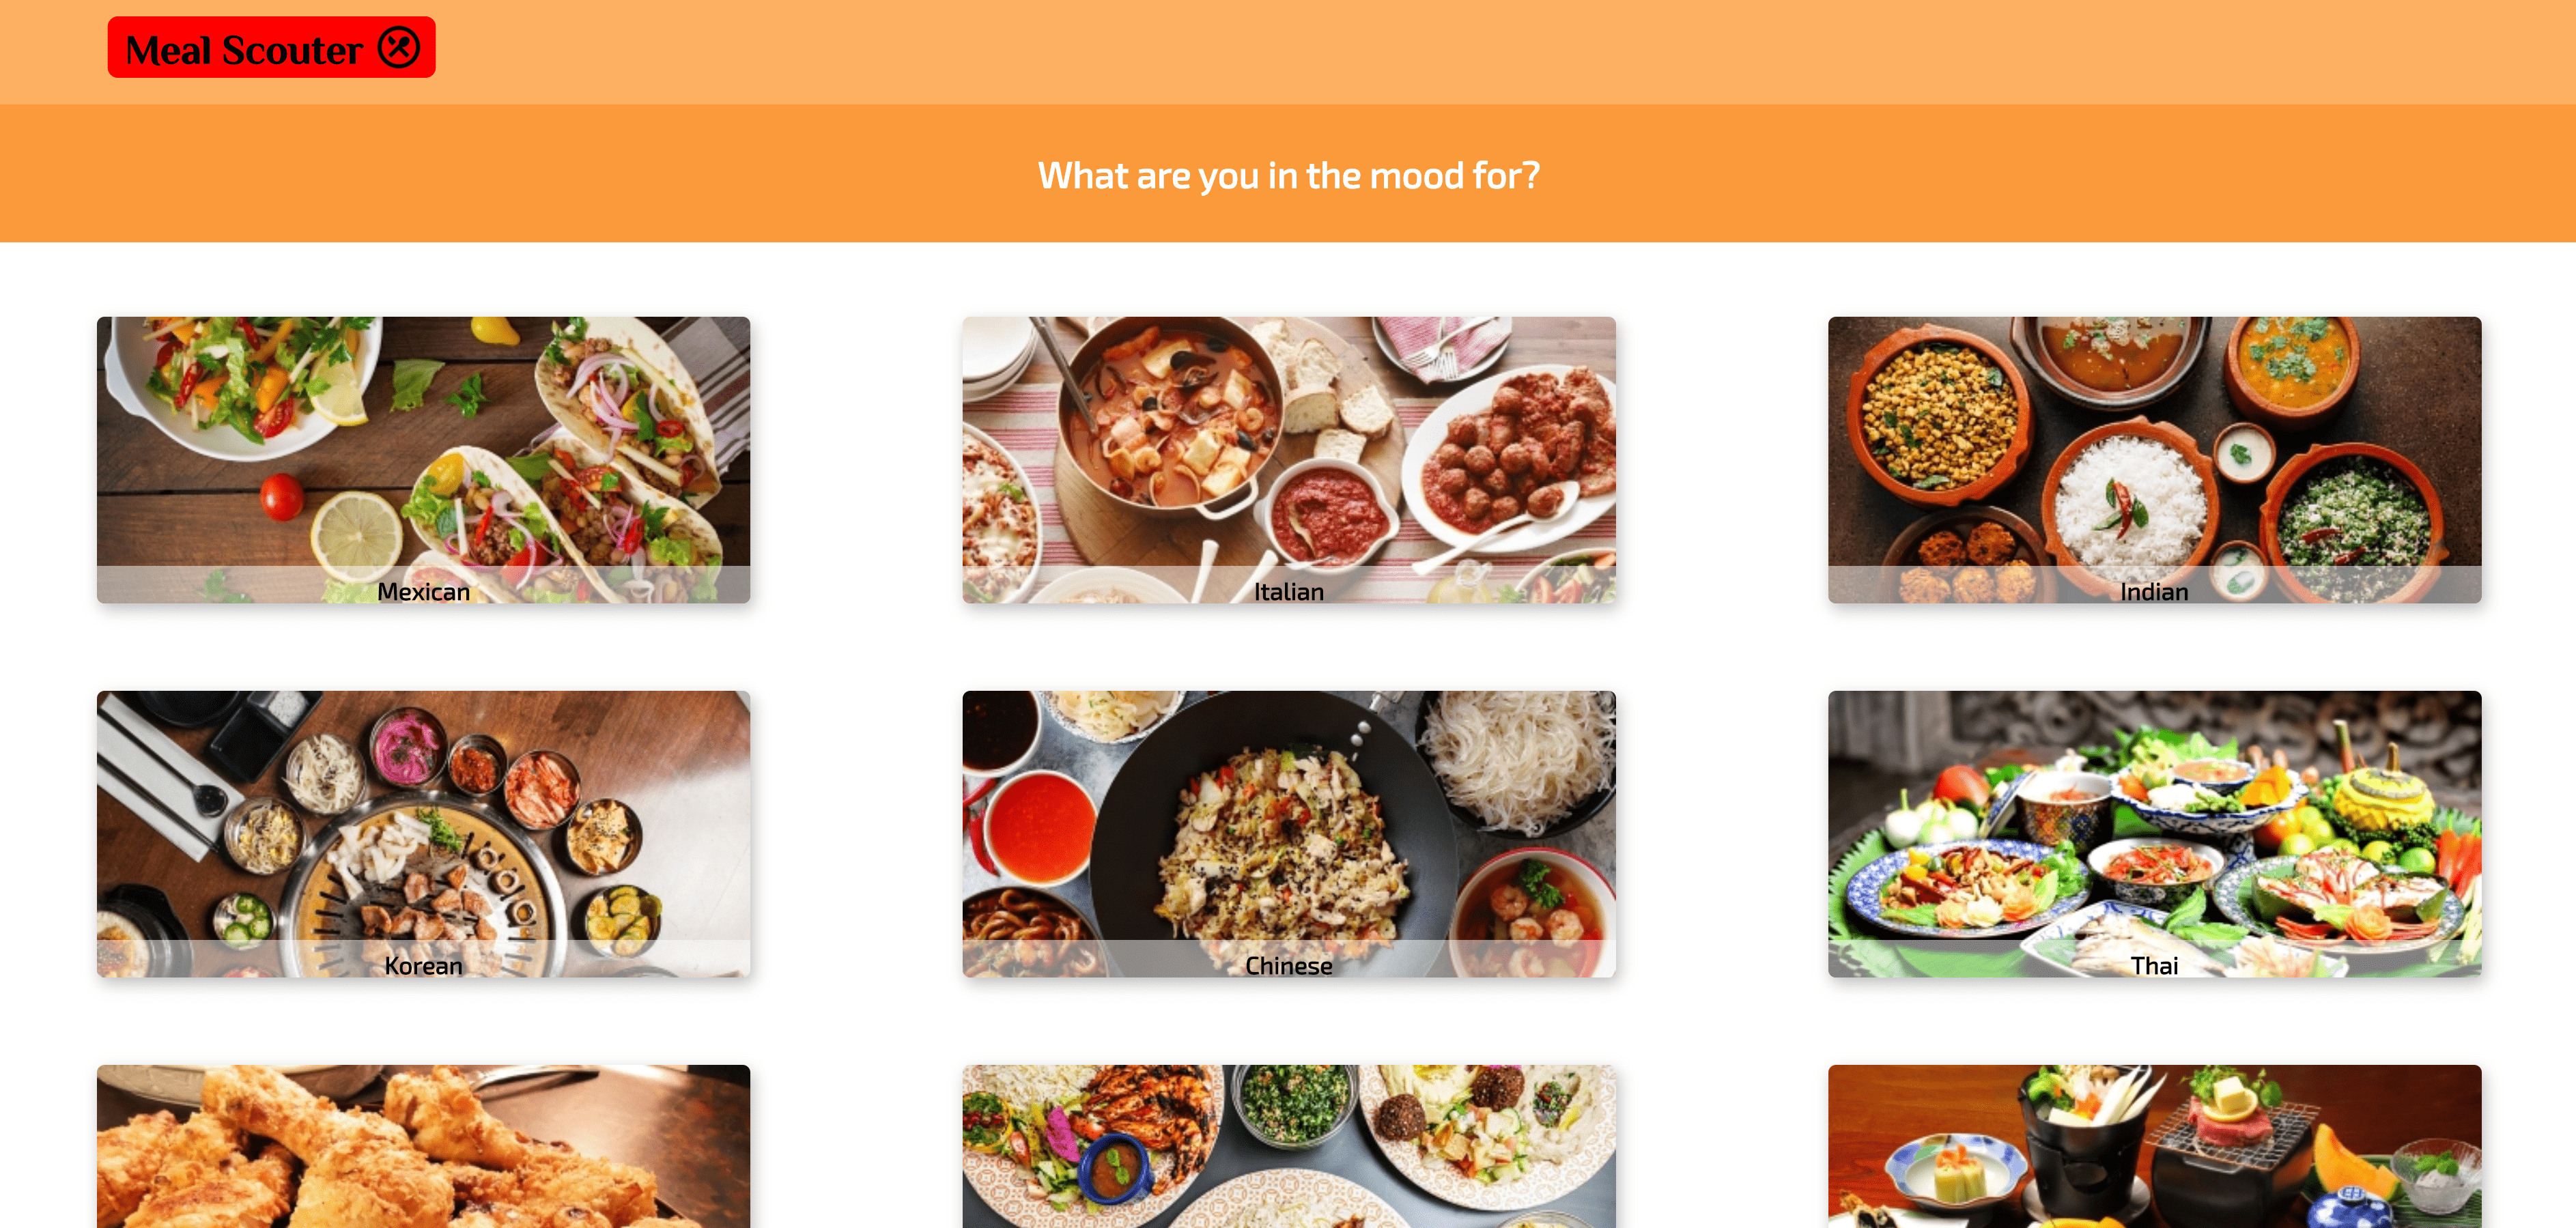 Meal Scouter
What are you in the mood for?
Mexican
Italian
Indian
Korean
Chinese
Thai